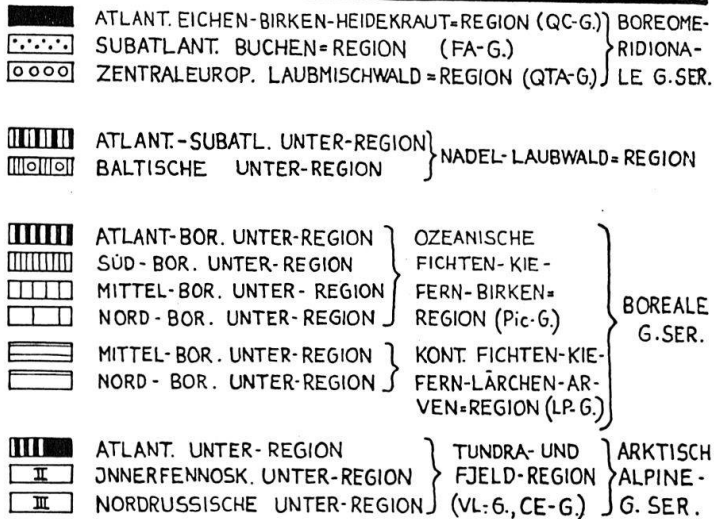 ATLANT. EICHEN-BIRKEN-HEIDEKRAUT=REGION (QC-G.) BOREOME-
SUBATLANT. BUCHEN=REGION (FA-G.) RIDIONA-
ZENTRALEUROP. LAUBMISCHWALD=REGION (QTA-G.) LE G.SER.
ATLANT.-SUBATL. UNTER-REGION
NADEL-LAUBWALD=REGION
BALTISCHE UNTER-REGION
ATLANT-BOR. UNTER-REGION OZEANISCHE
SÜD-BOR. UNTER-REGION FICHTEN-KIE-
MITTEL-BOR. UNTER-REGION FERN-BIRKEN=
NORD-BOR. UNTER-REGION REGION (Pic-G.)
BOREALE
G.SER.
MITTEL-BOR. UNTER-REGION KONT. FICHTEN-KIE-
NORD-BOR. UNTER-REGION FERN-LÄRCHEN-AR-
VEN=REGION (LP-G.)
ATLANT. UNTER-REGION TUNDRA- UND ARKTISCH
II JNNERFENNOSK. UNTER-REGION FJELD-REGION ALPINE-
III NORDRUSSISCHE UNTER-REGION (VL-G., CE-G.) G. SER.